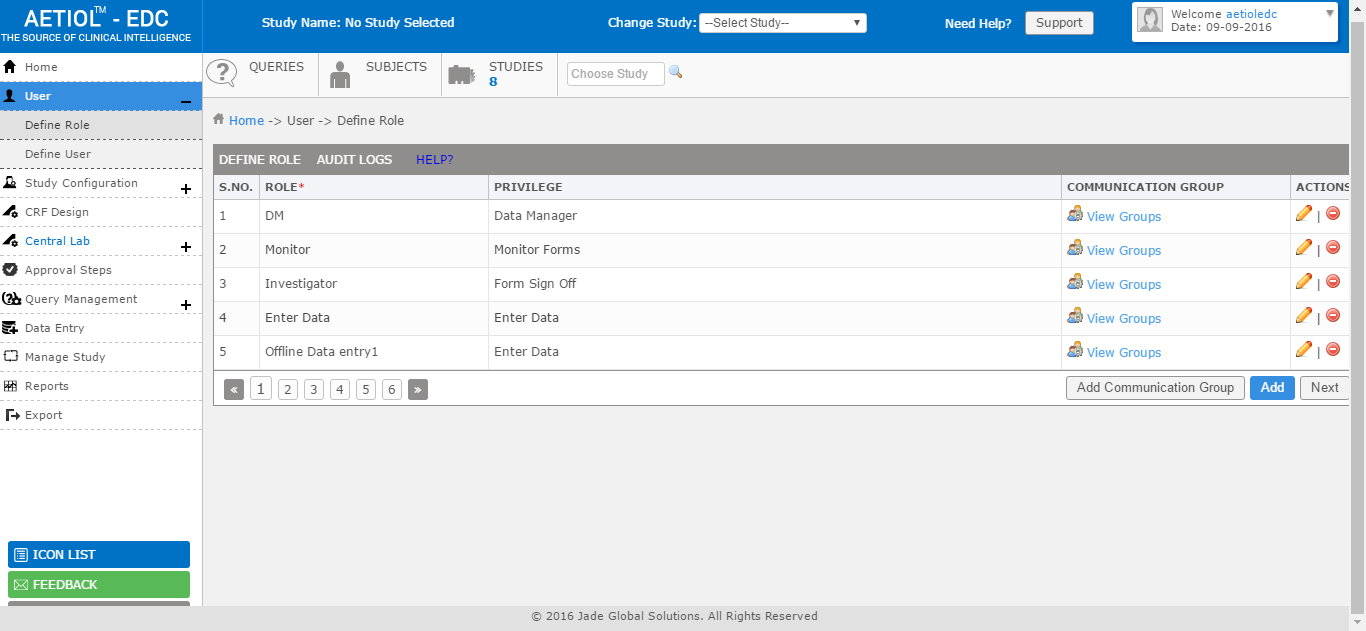 AETIOL™ - EDC
THE SOURCE OF CLINICAL INTELLIGENCE
Study Name: No Study Selected
Change Study: --Select Study--
Need Help? Support
Welcome aetioledc
Date: 09-09-2016
Home
User
Define Role
Define User
Study Configuration
CRF Design
Central Lab
Approval Steps
Query Management
Data Entry
Manage Study
Reports
Export
ICON LIST
FEEDBACK
QUERIES
SUBJECTS
STUDIES
8
Choose Study
Home -> User -> Define Role
DEFINE ROLE AUDIT LOGS HELP?
S.NO. ROLE* PRIVILEGE COMMUNICATION GROUP ACTIONS
1 DM Data Manager View Groups |
2 Monitor Monitor Forms View Groups |
3 Investigator Form Sign Off View Groups |
4 Enter Data Enter Data View Groups |
5 Offline Data entry1 Enter Data View Groups |
« 1 2 3 4 5 6 » Add Communication Group Add Next
© 2016 Jade Global Solutions. All Rights Reserved